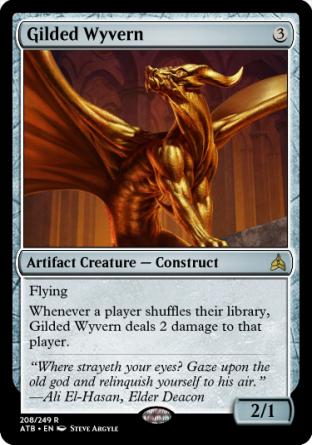 Gilded Wyvern 3
Artifact Creature — Construct
Flying
Whenever a player shuffles their library,
Gilded Wyvern deals 2 damage to that
player.
“Where strayeth your eyes? Gaze upon the
old god and relinquish yourself to his air.”
—Ali El-Hasan, Elder Deacon
2/1
208/249 R
ATB • EN Steve Argyle